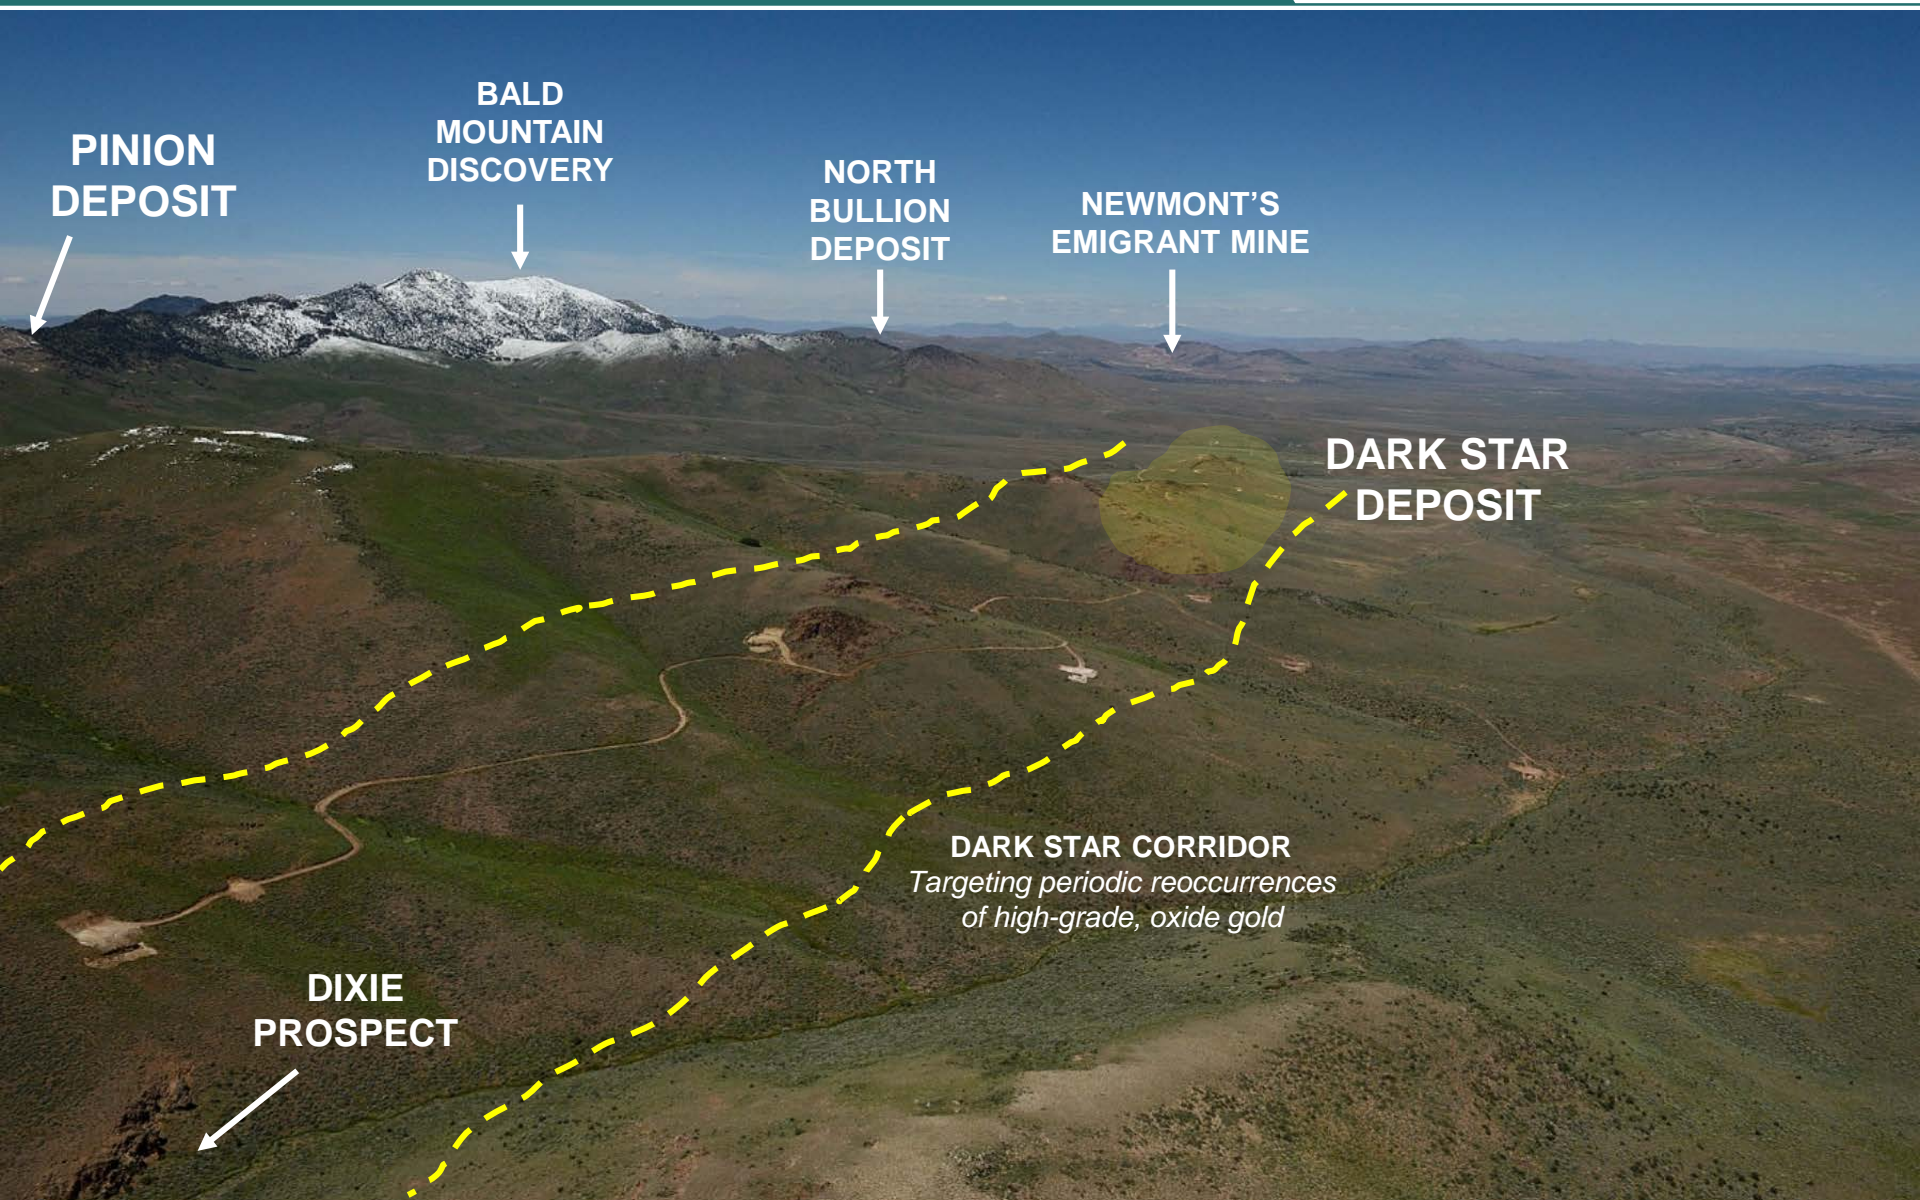 PINION
DEPOSIT
BALD
MOUNTAIN
DISCOVERY
NORTH
BULLION
DEPOSIT
NEWMONT’S
EMIGRANT MINE
DARK STAR
DEPOSIT
DARK STAR CORRIDOR
Targeting periodic reoccurrences
of high-grade, oxide gold
DIXIE
PROSPECT